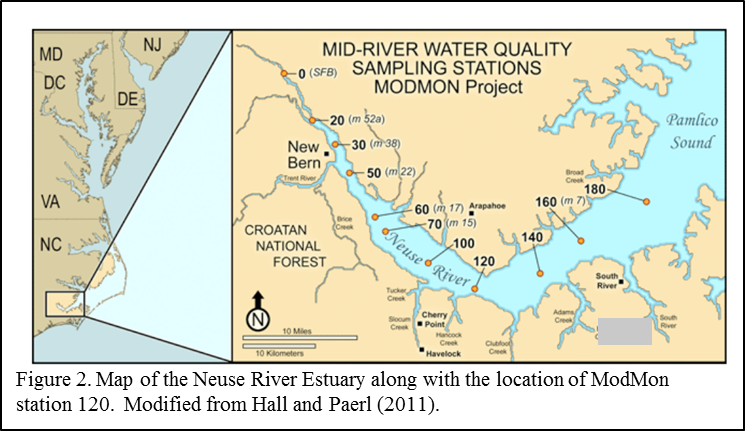 MD
NJ
DC
DE
VA
NC
MID-RIVER WATER QUALITY
SAMPLING STATIONS
MODMON Project
0 (SFB)
20 (m 52a)
30 (m 38)
New
Bern
50 (m 22)
Trent River
Pamlico
Sound
Broad
Creek
180
160 (m 7)
60 (m 17)
Arapahoe
70 (m 15)
Brice
Creek
CROATAN
NATIONAL
FOREST
Neuse River
100
120
140
N
10 Miles
10 Kilometers
Tucker
Creek
Slocum
Creek
Cherry
Point
Hancock
Creek
Havelock
Clubfoot
Creek
Adams
Creek
South
River
South
River
Figure 2. Map of the Neuse River Estuary along with the location of ModMon
station 120. Modified from Hall and Paerl (2011).